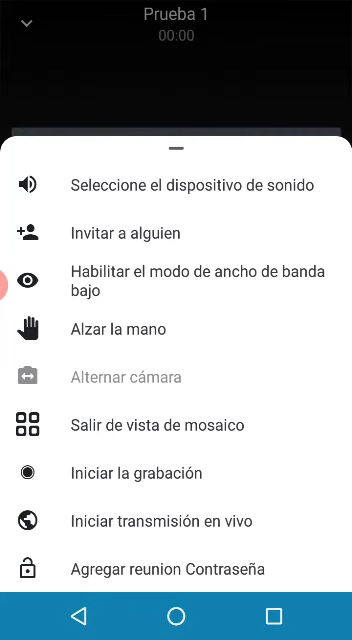 Prueba 1
00:00
Seleccione el dispositivo de sonido
Invitar a alguien
Habilitar el modo de ancho de banda
bajo
Alzar la mano
Alternar cámara
Salir de vista de mosaico
Iniciar la grabación
Iniciar transmisión en vivo
Agregar reunion Contraseña